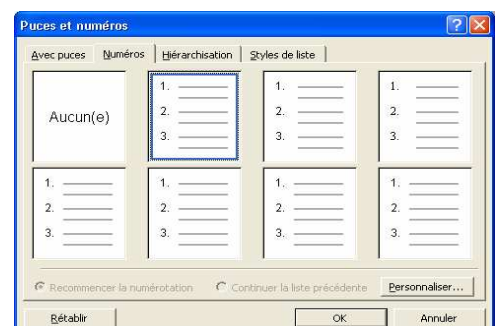 Puces et numéros
Avec puces Numéros Hiérarchisation Styles de liste
Aucun(e)
1. 1. 1.
2. 2. 2.
3. 3. 3.
1. 1. 1. 1.
2. 2. 2. 2.
3. 3. 3. 3.
Recommencer la numérotation Continuer la liste précédente Personnaliser...
Rétablir OK Annuler